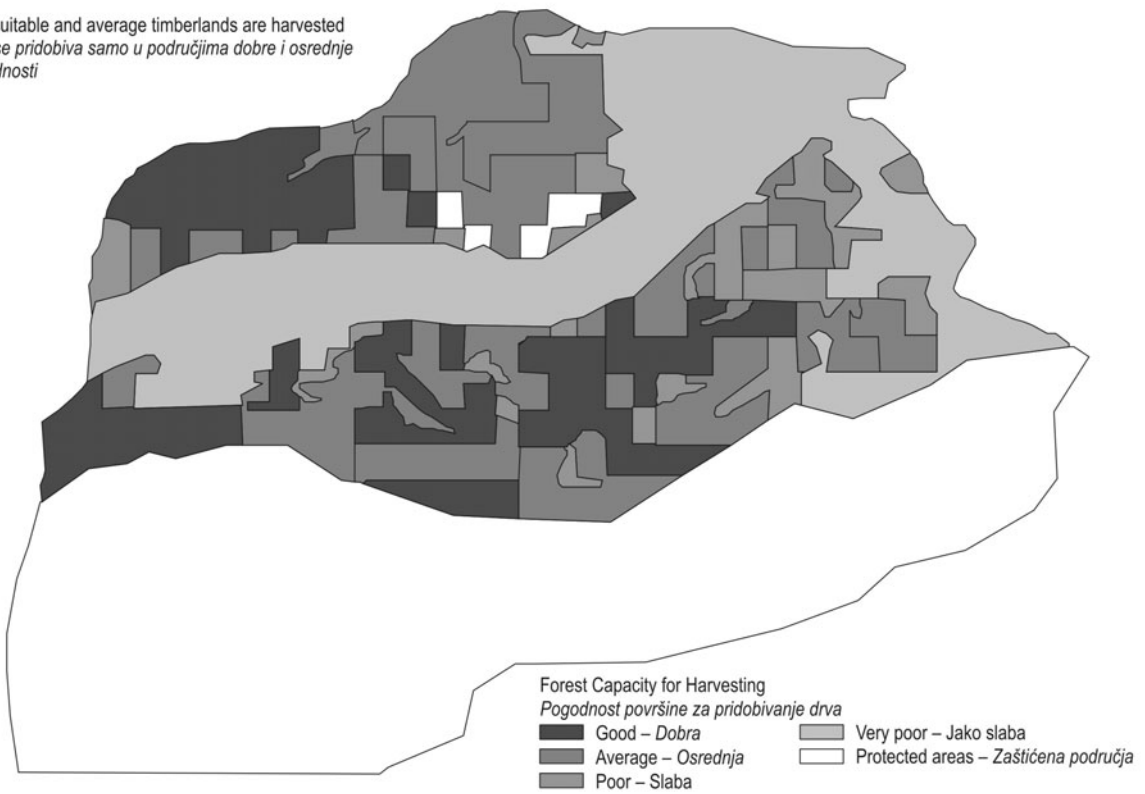 uitable and average timberlands are harvested
se pridobiva samo u područjima dobre i osrednje
dnosti
Forest Capacity for Harvesting
Pogodnost površine za pridobivanje drva
Good – Dobra
Average – Osrednja
Poor – Slaba
Very poor – Jako slaba
Protected areas – Zaštićena područja